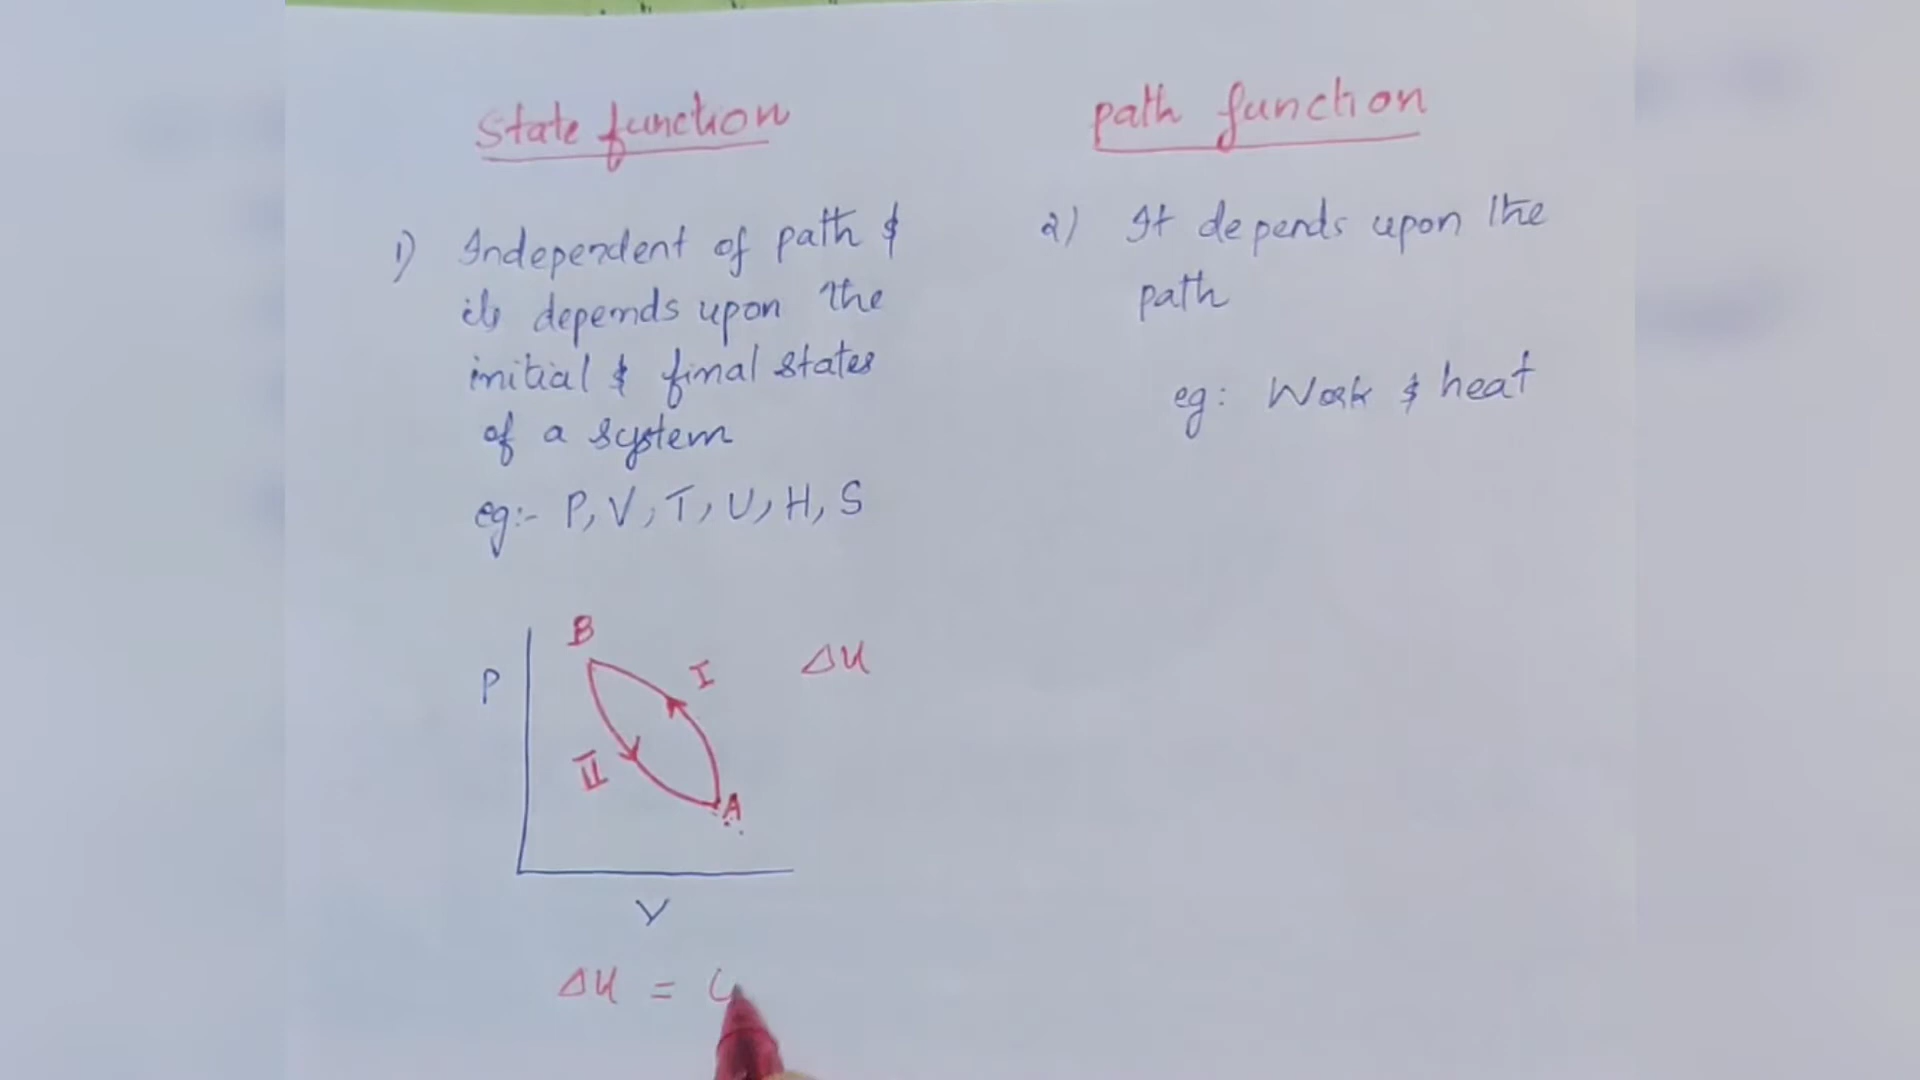 State function
1) Independent of path &
its depends upon the
initial & final states
of a system
eg:- P, V, T, U, H, S
path function
2) It depends upon the
path
eg: Work & heat
B
I
ΔU
P
II
A
V
ΔU =